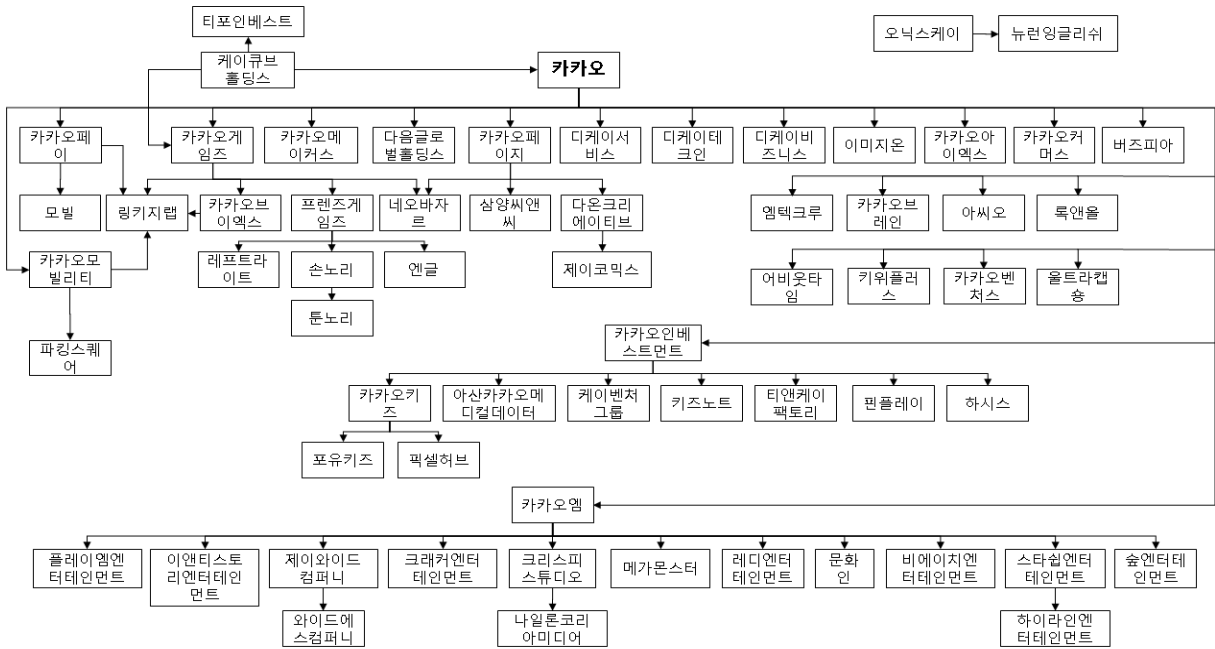 티포인베스트
오닉스케이
뉴런잉글리쉬
케이큐브
홀딩스
카카오
카카오페
이
카카오게
임즈
카카오메
이커스
다음글로
벌홀딩스
카카오페
이지
디케이서
비스
디케이테
크인
디케이비
즈니스
이미지온
카카오아
이엑스
카카오커
머스
버즈피아
모빌
링키지랩
카카오브
이엑스
프렌즈게
임즈
네오바자
르
삼양씨앤
씨
다온크리
에이티브
엠텍크루
카카오브
레인
아씨오
록앤올
카카오모
빌리티
레프트라
이트
손노리
엔글
제이코믹스
어비웃타
임
키위플러
스
카카오벤
처스
울트라캡
숑
툰노리
파킹스퀘
어
카카오인베
스트먼트
카카오키
즈
아산카카오메
디컬데이터
케이벤처
그룹
키즈노트
티앤케이
팩토리
핀플레이
하시스
포유키즈
픽셀허브
카카오엠
플레이엠엔
터테인먼트
이앤티스토
리엔터테인
먼트
제이와이드
컴퍼니
크래커엔터
테인먼트
크리스피
스튜디오
메가몬스터
레디엔터테
인먼트
문화
인
비에이치엔
터테인먼트
스타쉽엔터
테인먼트
숲엔터테
인먼트
와이드에
스컴퍼니
나일론코리
아미디어
하이라인엔
터테인먼트